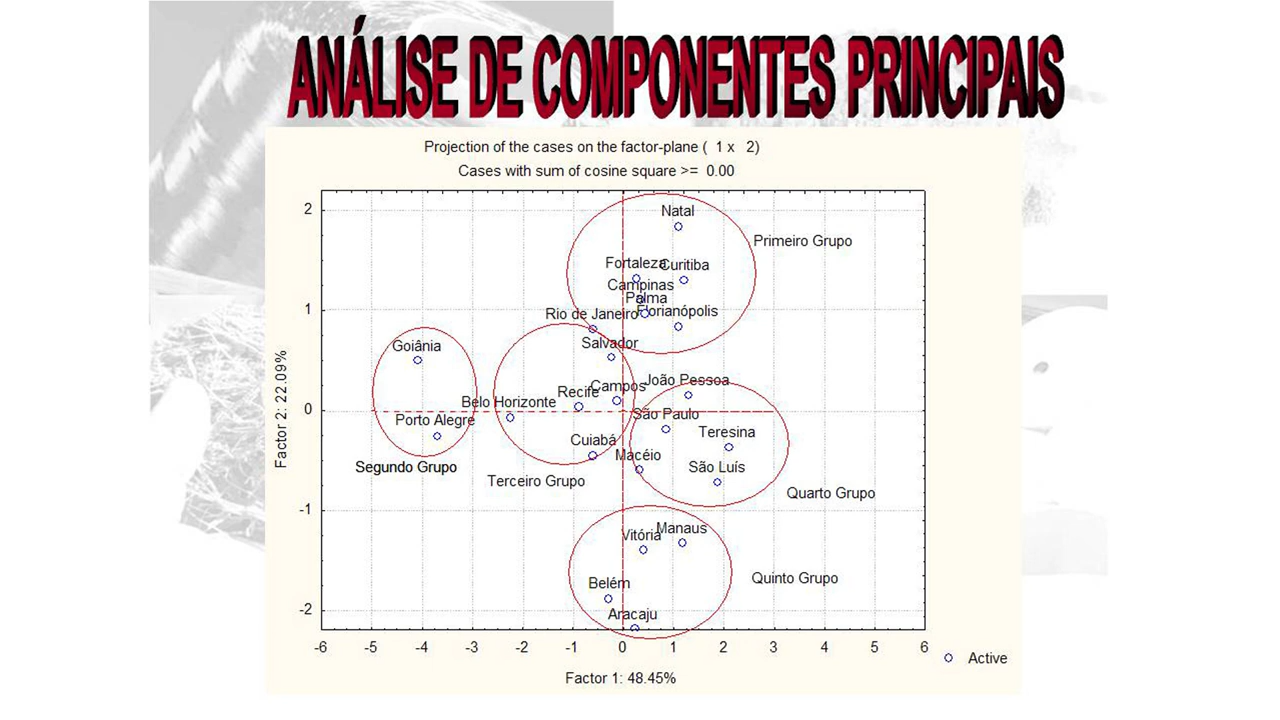 ANÁLISE DE COMPONENTES PRINCIPAIS
Projection of the cases on the factor-plane ( 1 x 2)
Cases with sum of cosine square >= 0.00
2
Natal
Primeiro Grupo
Fortaleza
Curitiba
Campinas
Palma
1
Rio de Janeiro
Florianópolis
Salvador
Goiânia
João Pessoa
Campos
Recife
Belo Horizonte
0
São Paulo
Porto Alegre
Teresina
Cuiabá
Macéio
Segundo Grupo
São Luís
Terceiro Grupo
Quarto Grupo
-1
Manaus
Vitória
Quinto Grupo
Belém
-2
Aracaju
Factor 2: 22.09%
-6 -5 -4 -3 -2 -1 0 1 2 3 4 5 6
Active
Factor 1: 48.45%